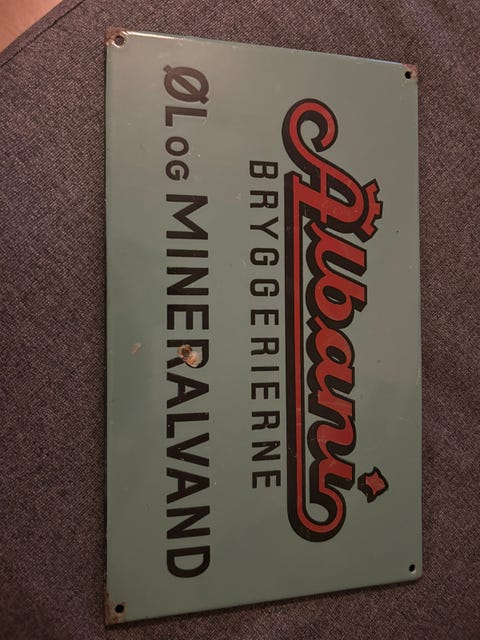 Albani
BRYGGERIERNE
ØL OG MINERALVAND